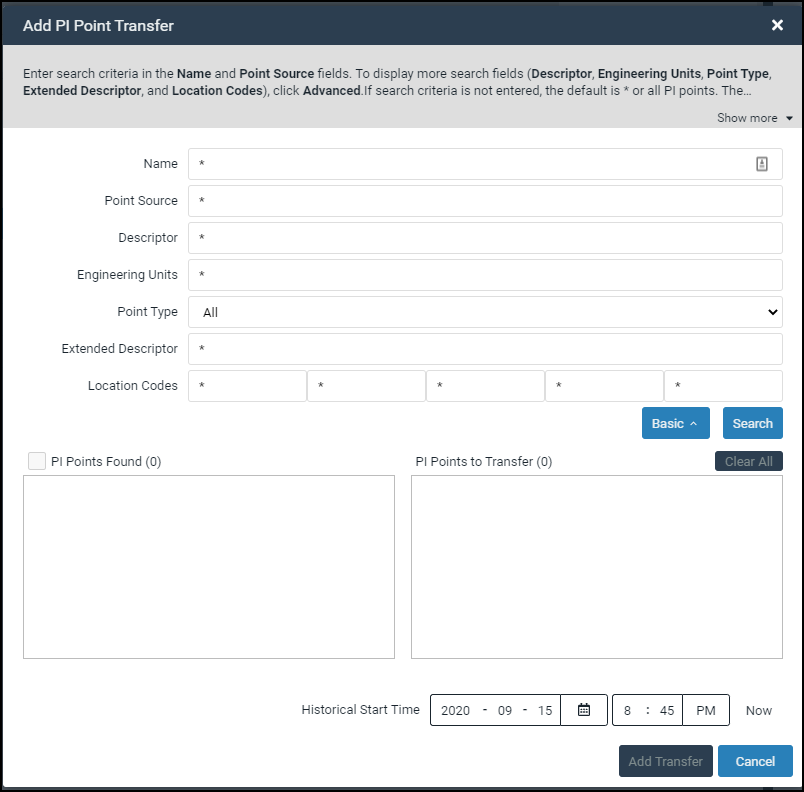 Add PI Point Transfer
Enter search criteria in the Name and Point Source fields. To display more search fields (Descriptor, Engineering Units, Point Type,
Extended Descriptor, and Location Codes), click Advanced.If search criteria is not entered, the default is * or all PI points. The...
Show more
Name *
Point Source *
Descriptor *
Engineering Units *
Point Type All
Extended Descriptor *
Location Codes * * * * *
Basic Search
PI Points Found (0) PI Points to Transfer (0) Clear All
Historical Start Time 2020 - 09 - 15 8 : 45 PM Now
Add Transfer Cancel